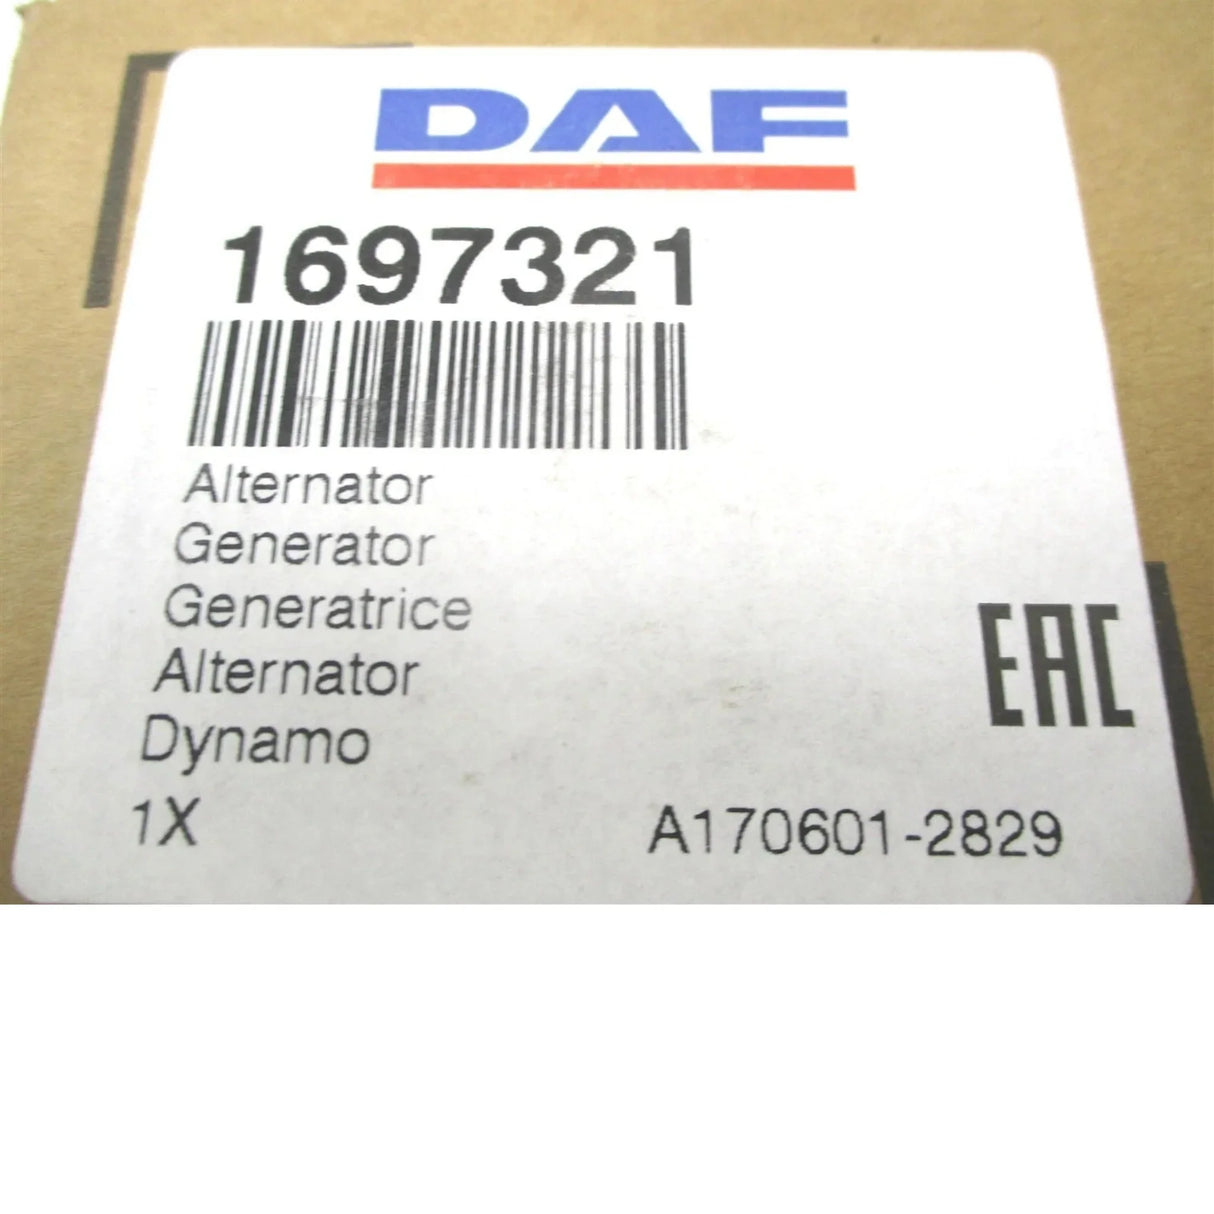 DAF
1697321
Alternator
Generator
Generatrice
Alternator
Dynamo
EAC
1X A170601-2829